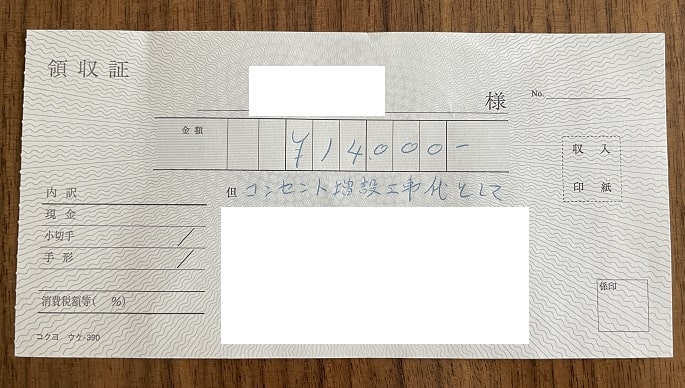 領収証
様
No.
金額
¥14,000-
但 コンセント増設工事代として
収入
印紙
内訳
現金
小切手 /
手形 /
消費税額等( %)
係印
コクヨ ウケ-390